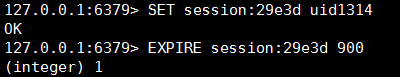 127.0.0.1:6379> SET session:29e3d uid1314
OK
127.0.0.1:6379> EXPIRE session:29e3d 900
(integer) 1